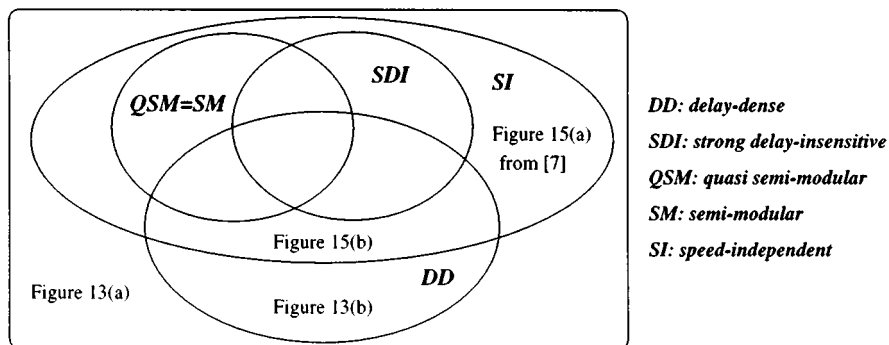 QSM=SM
SDI
SI
Figure 15(a)
from [7]
Figure 15(b)
DD
Figure 13(a)
Figure 13(b)
DD: delay-dense
SDI: strong delay-insensitive
QSM: quasi semi-modular
SM: semi-modular
SI: speed-independent